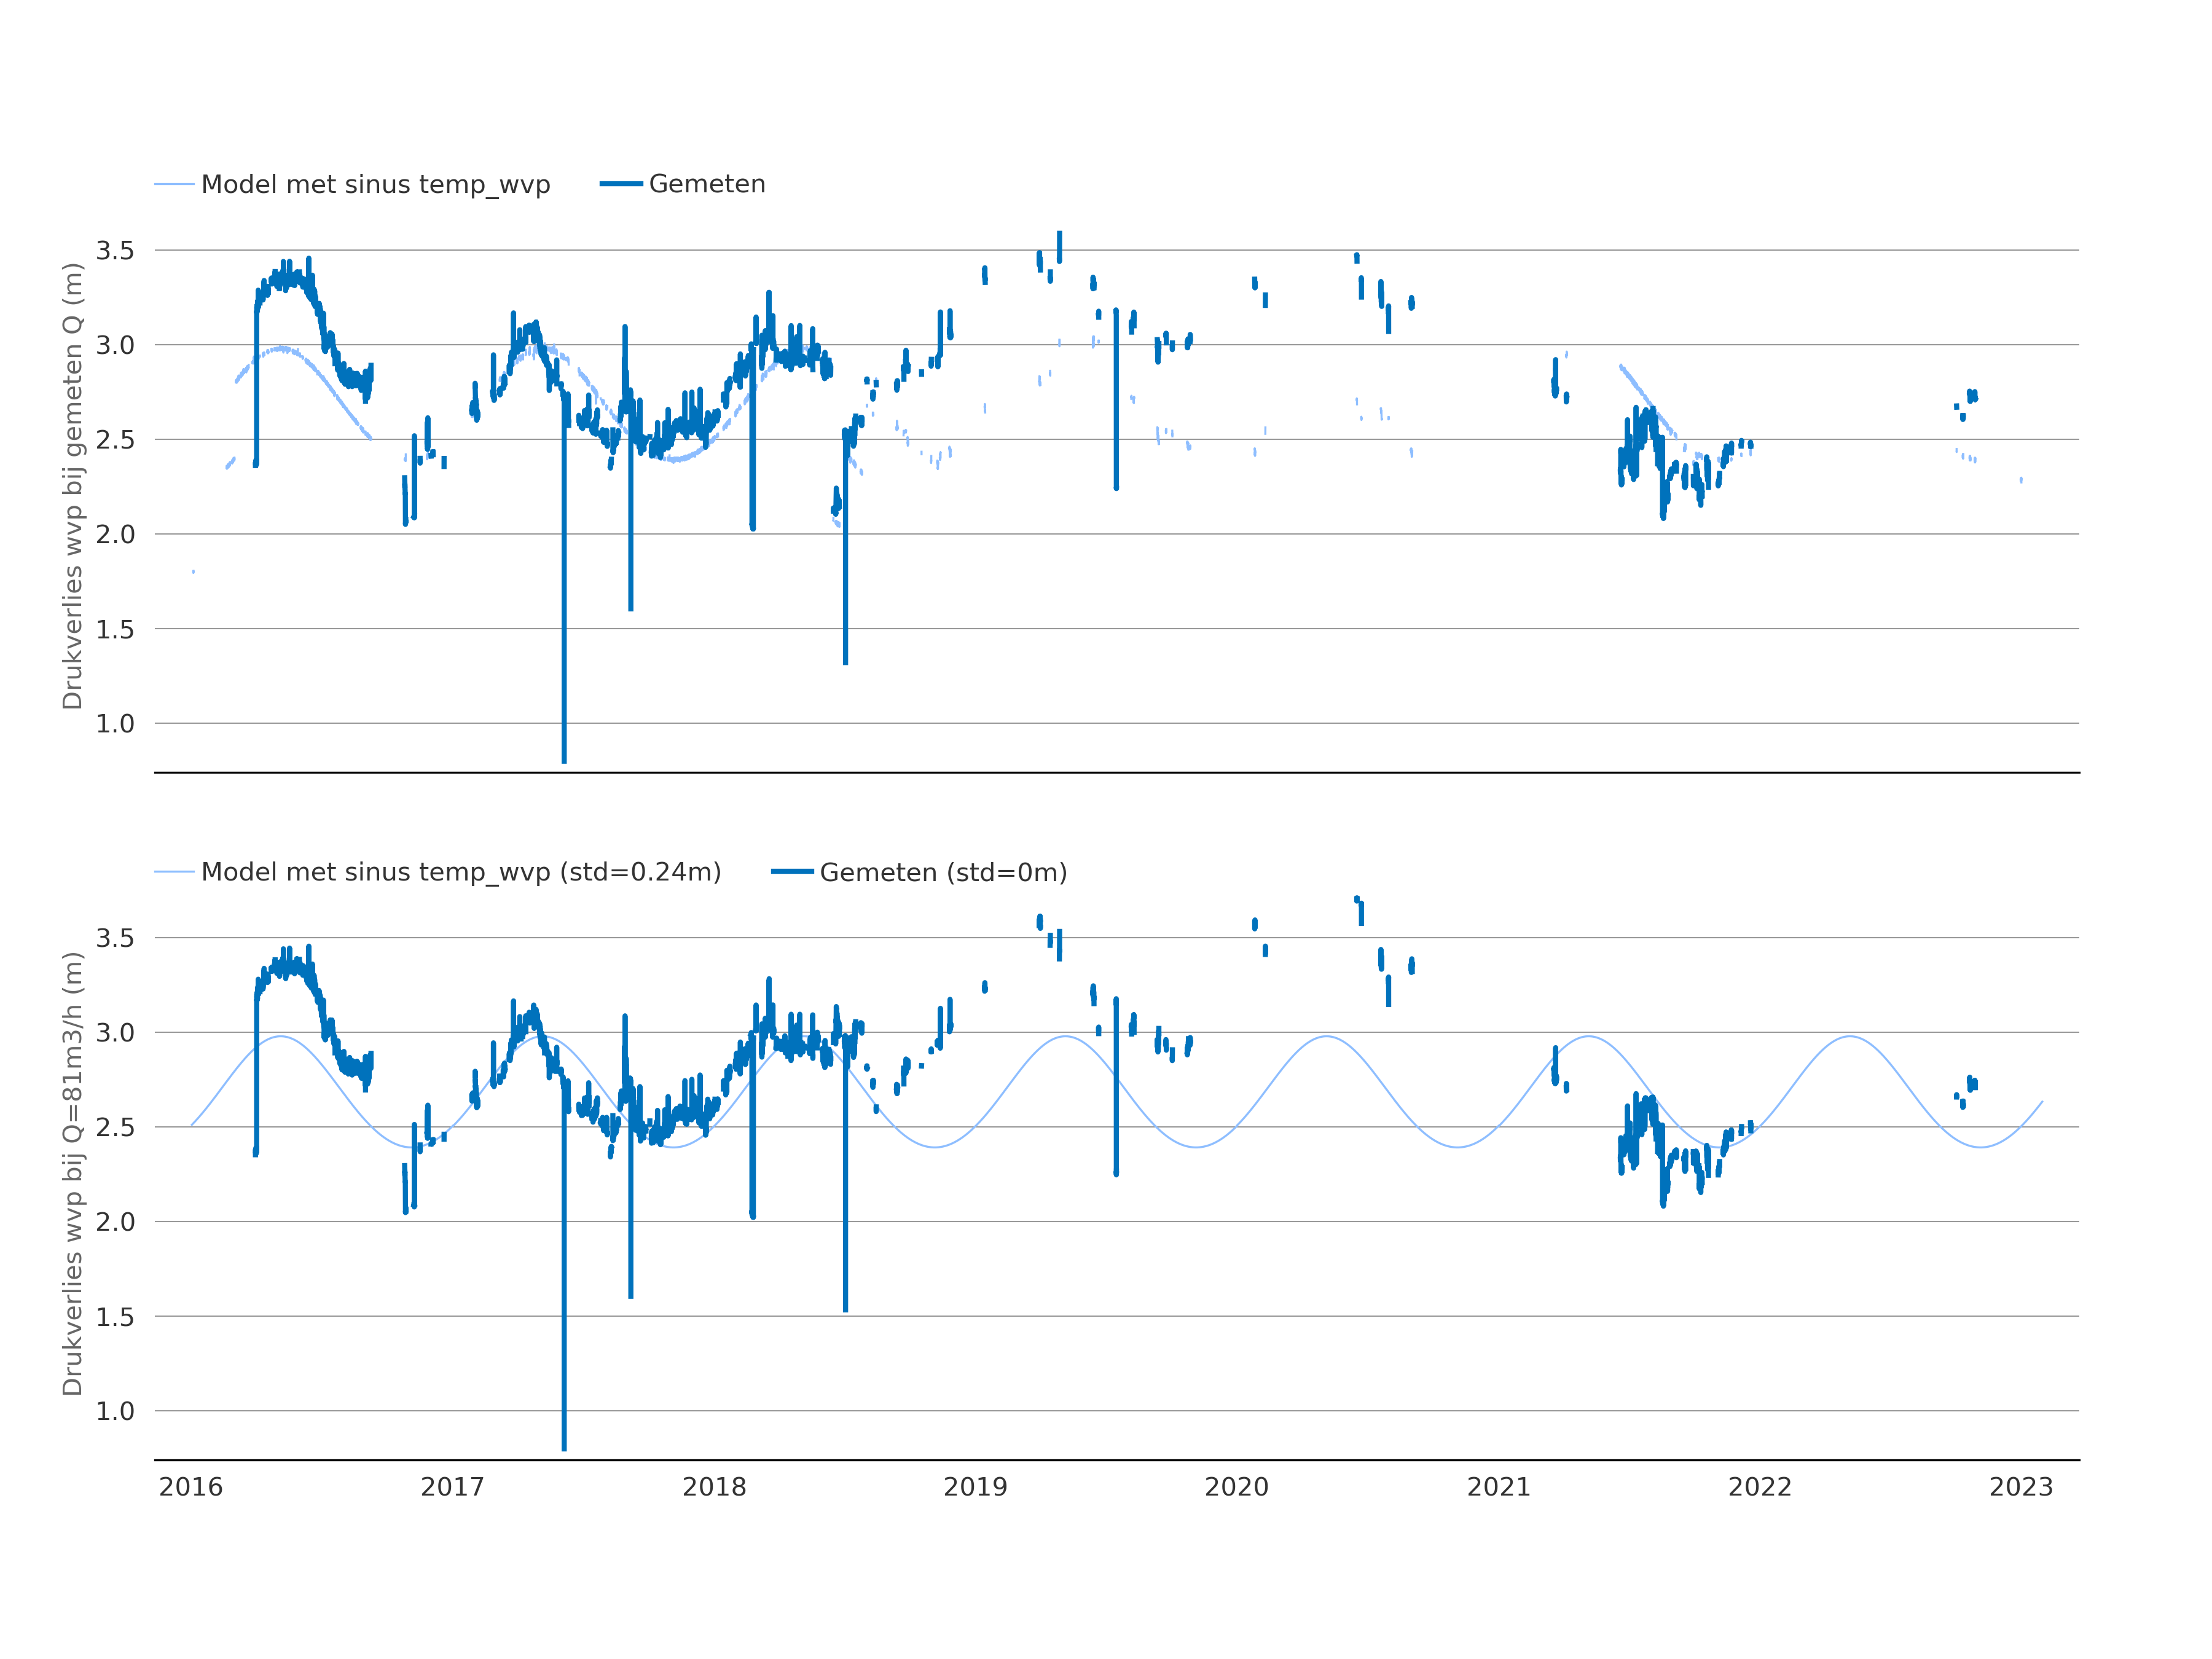 Model met sinus temp_wvp Gemeten
Drukverlies wvp bij gemeten Q (m)
3.5
3.0
2.5
2.0
1.5
1.0
Model met sinus temp_wvp (std=0.24m) Gemeten (std=0m)
Drukverlies wvp bij Q=81m3/h (m)
3.5
3.0
2.5
2.0
1.5
1.0
2016 2017 2018 2019 2020 2021 2022 2023